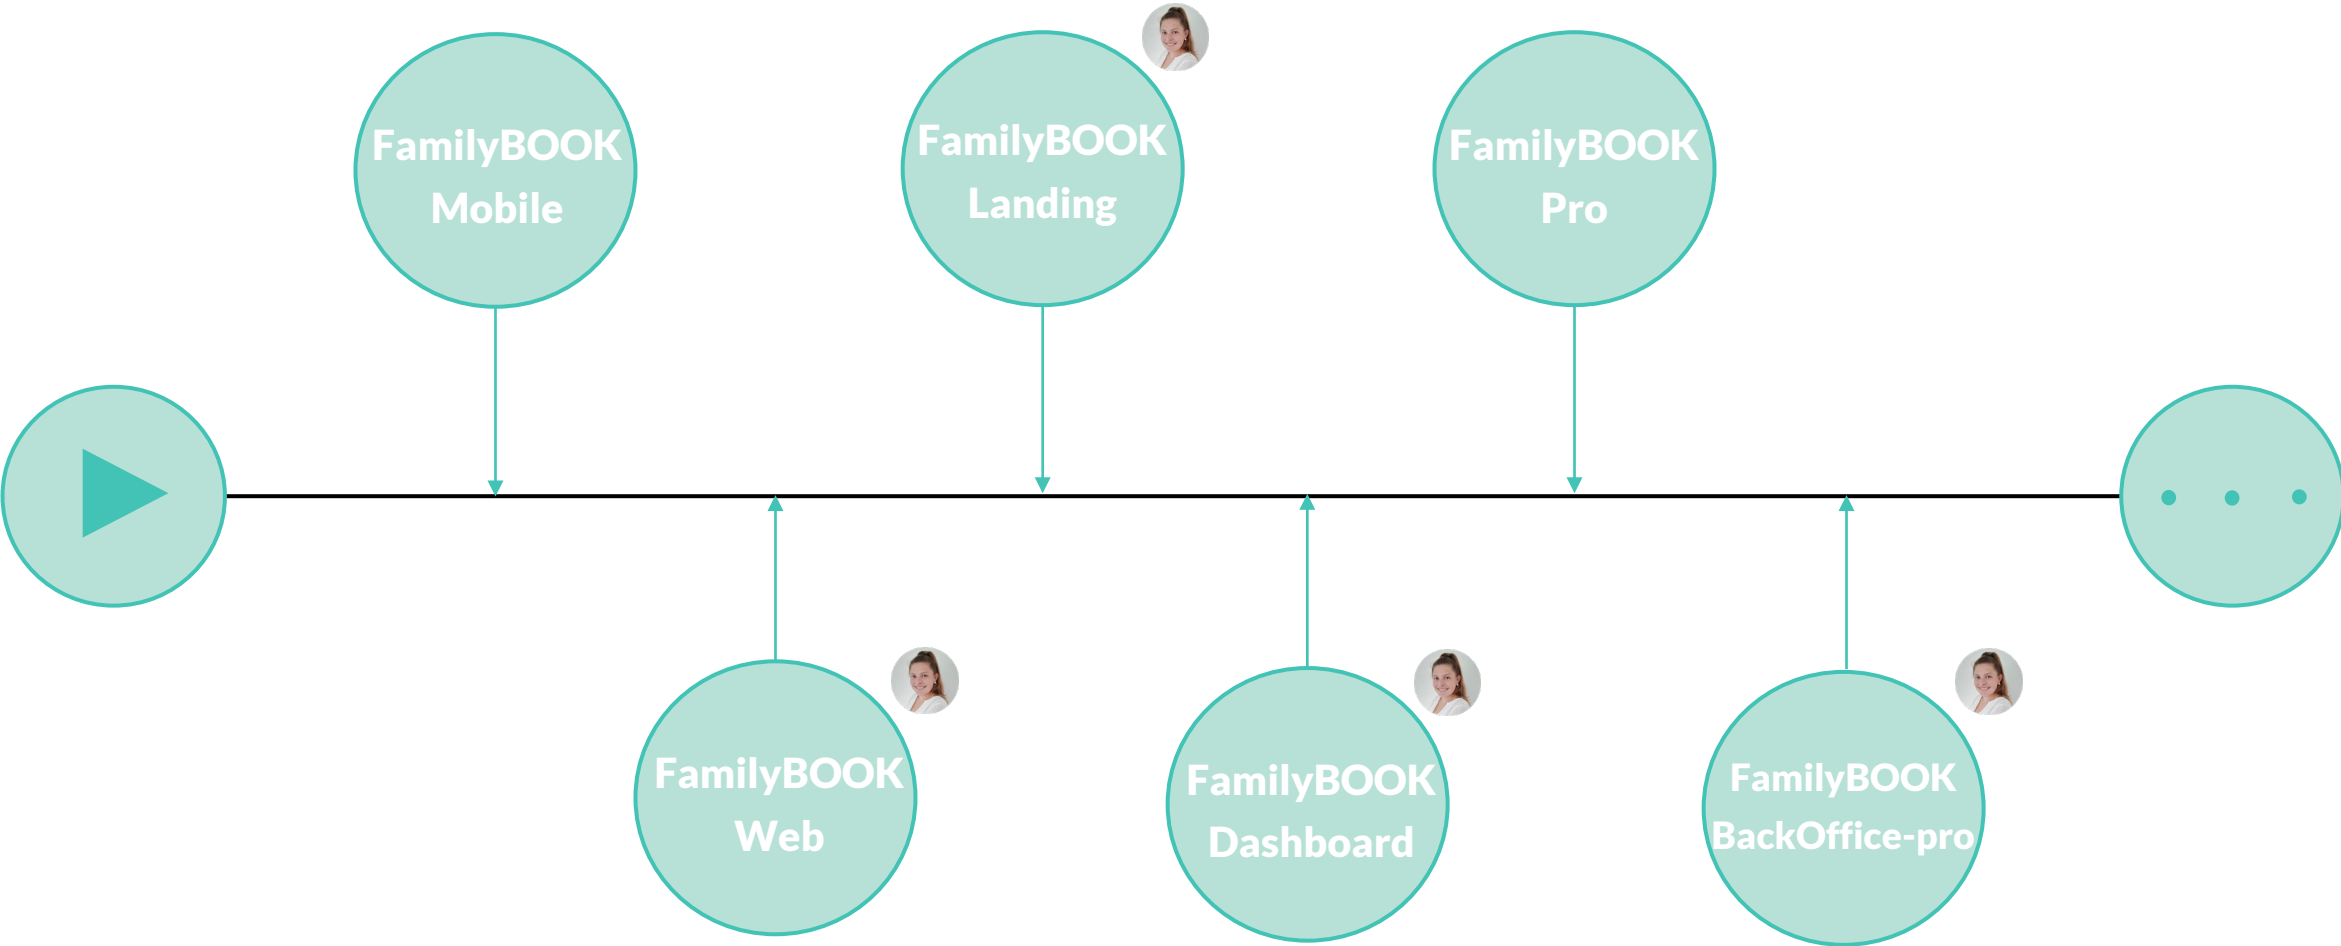 FamilyBOOK
Mobile
FamilyBOOK
Landing
FamilyBOOK
Pro
FamilyBOOK
Web
FamilyBOOK
Dashboard
FamilyBOOK
BackOffice-pro